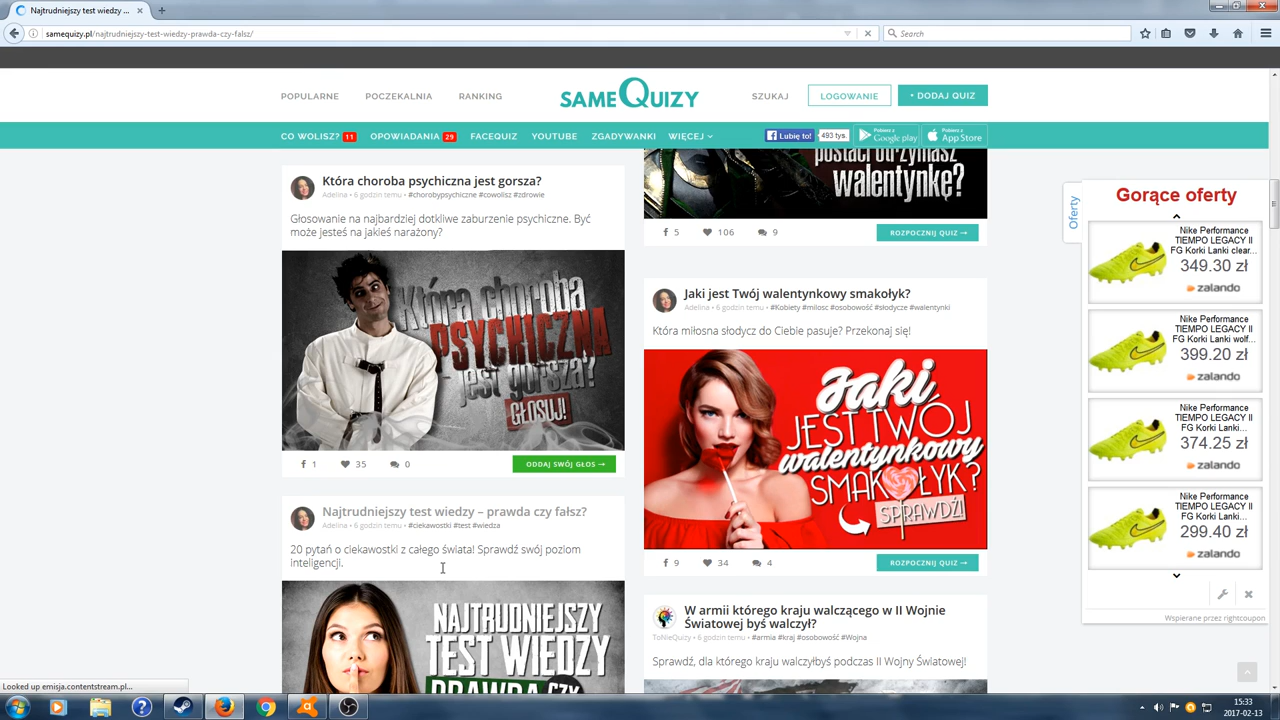 Najtrudniejszy test wiedzy ...
samequizy.pl/najtrudniejszy-test-wiedzy-prawda-czy-falsz/
Search
POPULARNE
POCZEKALNIA
RANKING
SAMEQUIZY
SZUKAJ
LOGOWANIE
+ DODAJ QUIZ
CO WOLISZ? 11
OPOWIADANIA 29
FACEQUIZ
YOUTUBE
ZGADYWANKI
WIĘCEJ
Lubię to!
493 tys.
Pobierz z
Google play
Pobierz z
App Store
Która choroba psychiczna jest gorsza?
Adelina • 6 godzin temu • #chorobypsychiczne #cowolisz #zdrowie
Głosowanie na najbardziej dotkliwe zaburzenie psychiczne. Być
może jesteś na jakieś narażony?
Która choroba
PSYCHICZNA
jest gorsza?
GŁOSUJ!
1
35
0
ODDAJ SWÓJ GŁOS →
Najtrudniejszy test wiedzy – prawda czy fałsz?
Adelina • 6 godzin temu • #ciekawostki #test #wiedza
20 pytań o ciekawostki z całego świata! Sprawdź swój poziom
inteligencji.
NAJTRUDNIEJSZY
TEST WIEDZY
PRAWDA CZY
postaci otrzymasz
walentynkę?
5
106
9
ROZPOCZNIJ QUIZ →
Jaki jest Twój walentynkowy smakołyk?
Adelina • 6 godzin temu • #Kobiety #milosc #osobowość #słodycze #walentynki
Która miłosna słodycz do Ciebie pasuje? Przekonaj się!
Jaki
JEST TWÓJ
walentynkowy
SMAKOŁYK?
SPRAWDŹ!
9
34
4
ROZPOCZNIJ QUIZ →
W armii którego kraju walczącego w II Wojnie
Światowej byś walczył?
ToNieQuizy • 6 godzin temu • #armia #kraj #osobowość #Wojna
Sprawdź, dla którego kraju walczyłbyś podczas II Wojny Światowej!
Oferty
Gorące oferty
Nike Performance
TIEMPO LEGACY II
FG Korki Lanki clear...
349.30 zł
zalando
Nike Performance
TIEMPO LEGACY II
FG Korki Lanki wolf...
399.20 zł
zalando
Nike Performance
TIEMPO LEGACY II
FG Korki Lanki...
374.25 zł
zalando
Nike Performance
TIEMPO LEGACY II
FG Korki Lanki...
299.40 zł
zalando
Wspierane przez rightcoupon
Looked up emisja.contentstream.pl...
15:33
2017-02-13